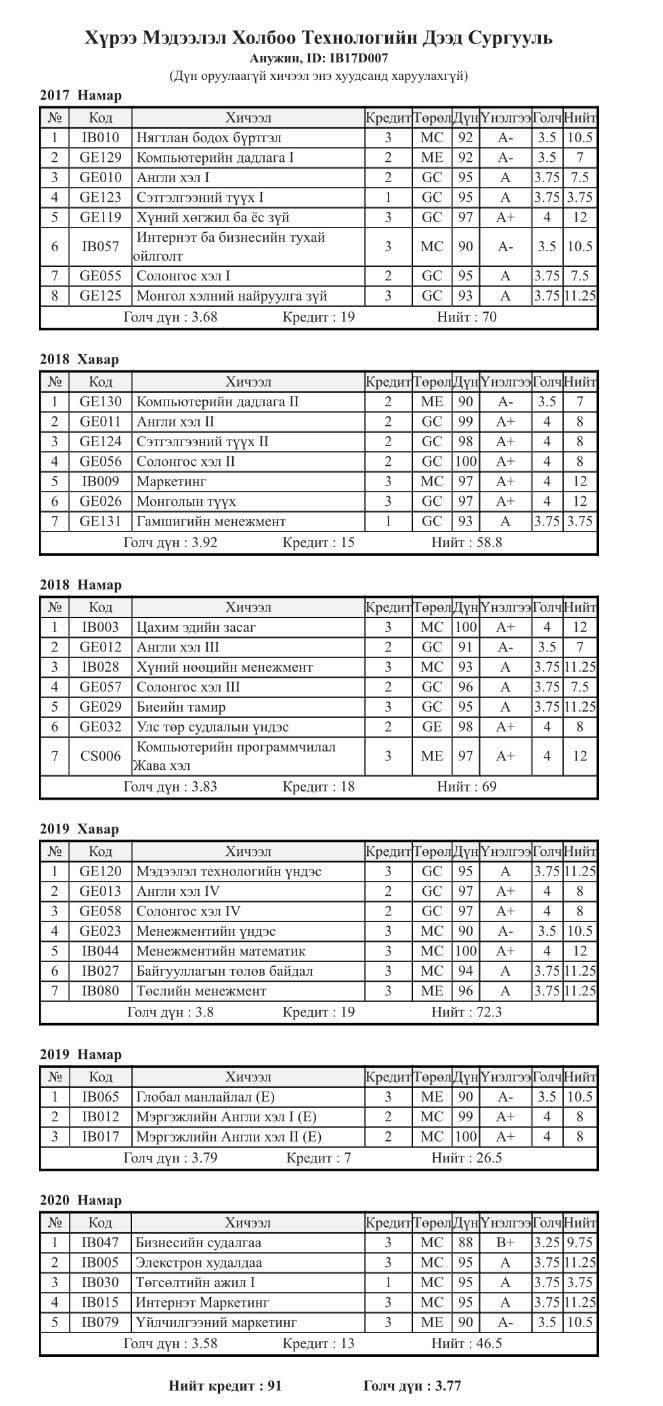 Хүрээ Мэдээлэл Холбоо Технологийн Дээд Сургууль
Анужин, ID: IB17D007
(Дүн оруулаагүй хичээл энэ хуудсанд харуулахгүй)
2017 Намар
№ Код Хичээл Кредит Төрөл Дүн Үнэлгээ Голч Нийт
1 IB010 Нягтлан бодох бүртгэл 3 MC 92 A- 3.5 10.5
2 GE129 Компьютерийн дадлага I 2 ME 92 A- 3.5 7
3 GE010 Англи хэл I 2 GC 95 A 3.75 7.5
4 GE123 Сэтгэлгээний түүх I 1 GC 95 A 3.75 3.75
5 GE119 Хүний хөгжил ба ёс зүй 3 GC 97 A+ 4 12
6 IB057 Интернэт ба бизнесийн тухай
ойлголт 3 MC 90 A- 3.5 10.5
7 GE055 Солонгос хэл I 2 GC 95 A 3.75 7.5
8 GE125 Монгол хэлний найруулга зүй 3 GC 93 A 3.75 11.25
Голч дүн : 3.68 Кредит : 19 Нийт : 70
2018 Хавар
№ Код Хичээл Кредит Төрөл Дүн Үнэлгээ Голч Нийт
1 GE130 Компьютерийн дадлага II 2 ME 90 A- 3.5 7
2 GE011 Англи хэл II 2 GC 99 A+ 4 8
3 GE124 Сэтгэлгээний түүх II 2 GC 98 A+ 4 8
4 GE056 Солонгос хэл II 2 GC 100 A+ 4 8
5 IB009 Маркетинг 3 MC 97 A+ 4 12
6 GE026 Монголын түүх 3 GC 97 A+ 4 12
7 GE131 Гамшигийн менежмент 1 GC 93 A 3.75 3.75
Голч дүн : 3.92 Кредит : 15 Нийт : 58.8
2018 Намар
№ Код Хичээл Кредит Төрөл Дүн Үнэлгээ Голч Нийт
1 IB003 Цахим эдийн засаг 3 MC 100 A+ 4 12
2 GE012 Англи хэл III 2 GC 91 A- 3.5 7
3 IB028 Хүний нөөцийн менежмент 3 MC 93 A 3.75 11.25
4 GE057 Солонгос хэл III 2 GC 96 A 3.75 7.5
5 GE029 Биеийн тамир 3 GC 95 A 3.75 11.25
6 GE032 Улс төр судлалын үндэс 2 GE 98 A+ 4 8
7 CS006 Компьютерийн программчилал
Жава хэл 3 ME 97 A+ 4 12
Голч дүн : 3.83 Кредит : 18 Нийт : 69
2019 Хавар
№ Код Хичээл Кредит Төрөл Дүн Үнэлгээ Голч Нийт
1 GE120 Мэдээлэл технологийн үндэс 3 GC 95 A 3.75 11.25
2 GE013 Англи хэл IV 2 GC 97 A+ 4 8
3 GE058 Солонгос хэл IV 2 GC 97 A+ 4 8
4 GE023 Менежментийн үндэс 3 MC 90 A- 3.5 10.5
5 IB044 Менежментийн математик 3 MC 100 A+ 4 12
6 IB027 Байгууллагын төлөв байдал 3 MC 94 A 3.75 11.25
7 IB080 Төслийн менежмент 3 ME 96 A 3.75 11.25
Голч дүн : 3.8 Кредит : 19 Нийт : 72.3
2019 Намар
№ Код Хичээл Кредит Төрөл Дүн Үнэлгээ Голч Нийт
1 IB065 Глобал манлайлал (E) 3 ME 90 A- 3.5 10.5
2 IB012 Мэргэжлийн Англи хэл I (E) 2 MC 99 A+ 4 8
3 IB017 Мэргэжлийн Англи хэл II (E) 2 MC 100 A+ 4 8
Голч дүн : 3.79 Кредит : 7 Нийт : 26.5
2020 Намар
№ Код Хичээл Кредит Төрөл Дүн Үнэлгээ Голч Нийт
1 IB047 Бизнесийн судалгаа 3 MC 88 B+ 3.25 9.75
2 IB005 Элекстрон худалдаа 3 MC 95 A 3.75 11.25
3 IB030 Төгсөлтийн ажил I 1 MC 95 A 3.75 3.75
4 IB015 Интернэт Маркетинг 3 MC 95 A 3.75 11.25
5 IB079 Үйлчилгээний маркетинг 3 ME 90 A- 3.5 10.5
Голч дүн : 3.58 Кредит : 13 Нийт : 46.5
Нийт кредит : 91 Голч дүн : 3.77